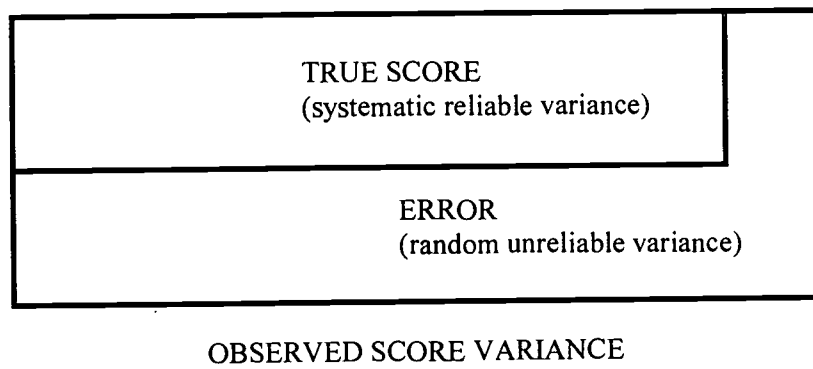 TRUE SCORE
(systematic reliable variance)
ERROR
(random unreliable variance)
OBSERVED SCORE VARIANCE